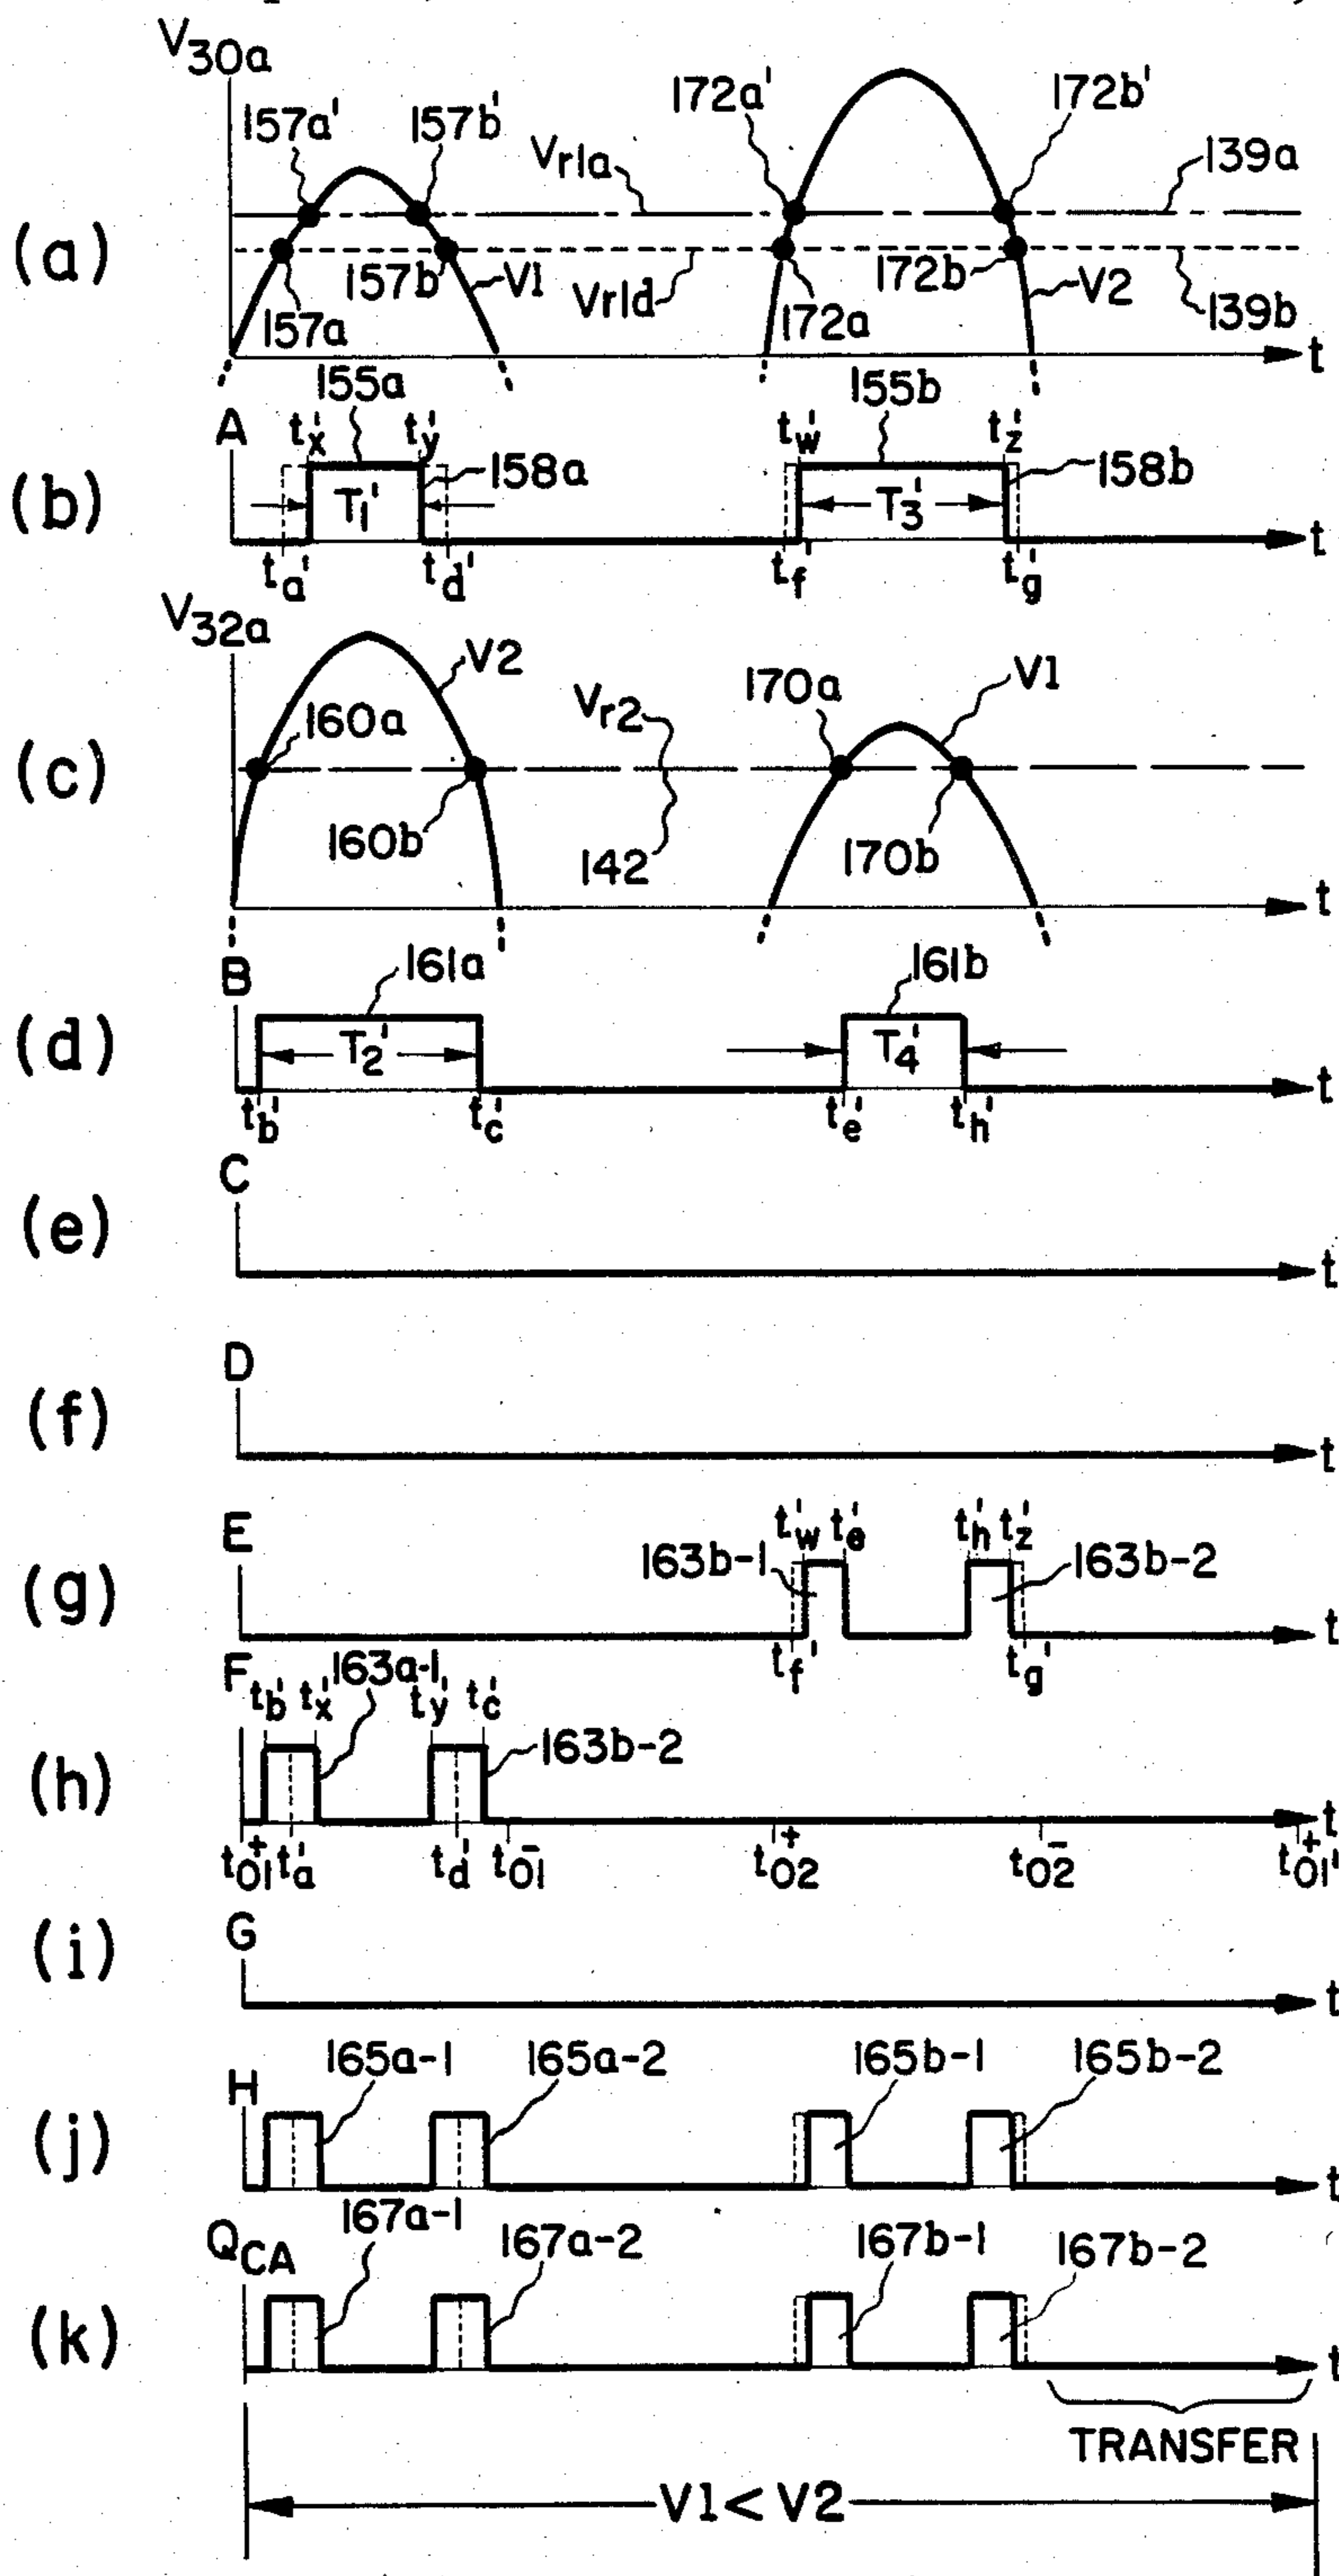 V30a
157a' 157b' 172a' 172b'
Vr1a 139a
(a)
157b V1 172b V2
157a Vr1d 172a 139b
t
155a 155b
A tx' ty' tw' tz'
158a 158b
(b) T1' T3'
t
ta' td' tf' tg'
V32a
V2 V1
160a Vr2 170a
(c)
160b 142 170b
t
161a 161b
B
(d) T2' T4'
t
tb' tc' te' th'
C
(e)
t
D
(f)
t
E tw' te' th' tz'
163b-1 163b-2
(g)
t
tf' tg'
F tb' tx' 163a-1 ty' tc'
163b-2
(h)
t
t01+ ta' td' t01- t02+ t02- t01'+
G
(i)
t
165a-1 165a-2 165b-1 165b-2
H
(j)
t
167a-1 167a-2 167b-1 167b-2
QCA
(k)
t
TRANSFER
V1 < V2